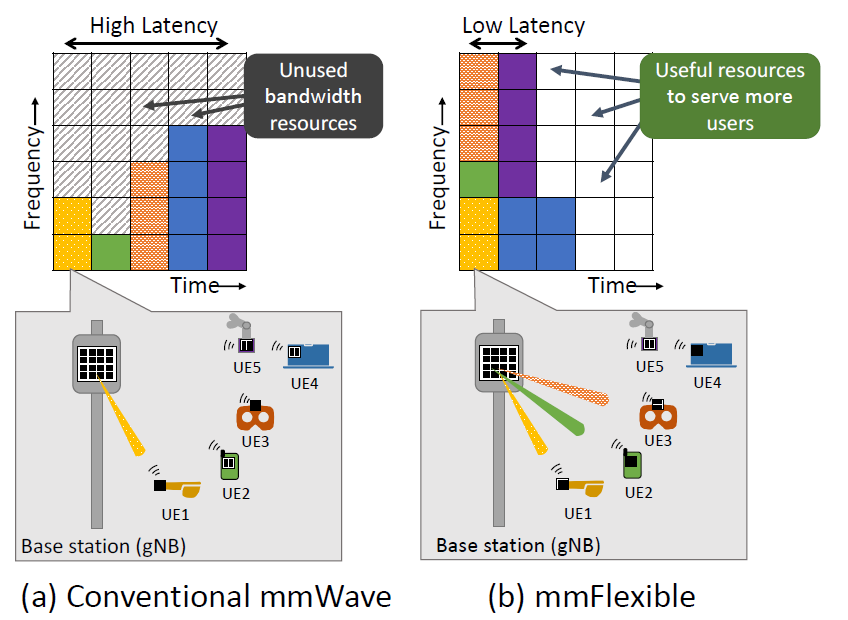 High Latency
Unused
bandwidth
resources
Frequency
Time
UE5
UE4
UE3
UE2
UE1
Base station (gNB)
(a) Conventional mmWave
Low Latency
Useful resources
to serve more
users
Frequency
Time
UE5
UE4
UE3
UE2
UE1
Base station (gNB)
(b) mmFlexible